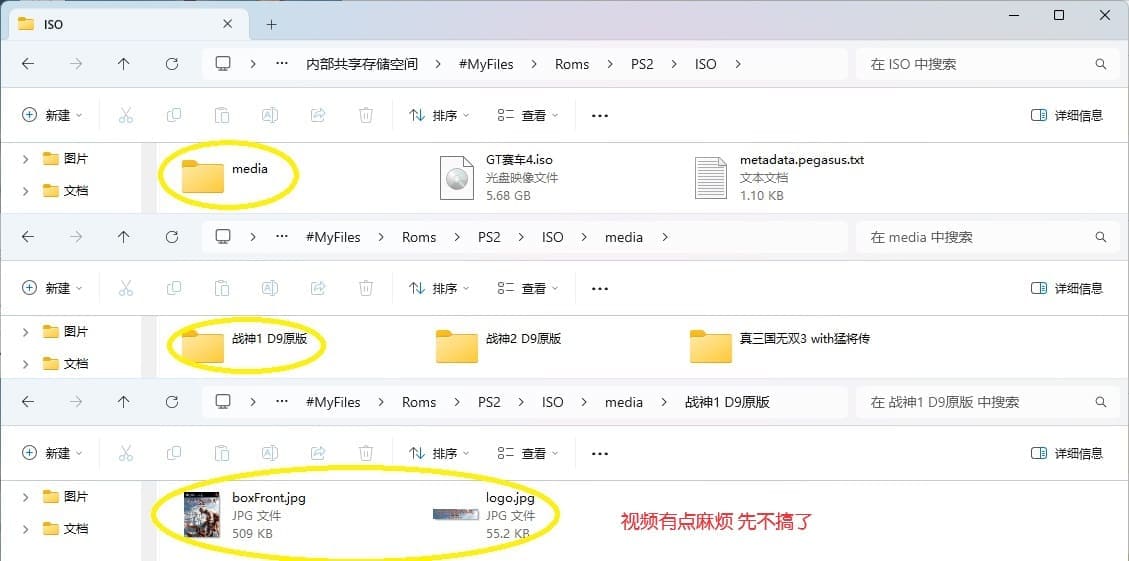 ISO
内部共享存储空间 #MyFiles Roms PS2 ISO 在 ISO 中搜索
新建 排序 查看 详细信息
图片
文档
media
GT赛车4.iso
光盘映像文件
5.68 GB
metadata.pegasus.txt
文本文档
1.10 KB
#MyFiles Roms PS2 ISO media 在 media 中搜索
新建 排序 查看 详细信息
图片
文档
战神1 D9原版
战神2 D9原版
真三国无双3 with猛将传
#MyFiles Roms PS2 ISO media 战神1 D9原版 在 战神1 D9原版 中搜索
新建 排序 查看 详细信息
图片
文档
boxFront.jpg
JPG 文件
509 KB
logo.jpg
JPG 文件
55.2 KB
视频有点麻烦 先不搞了